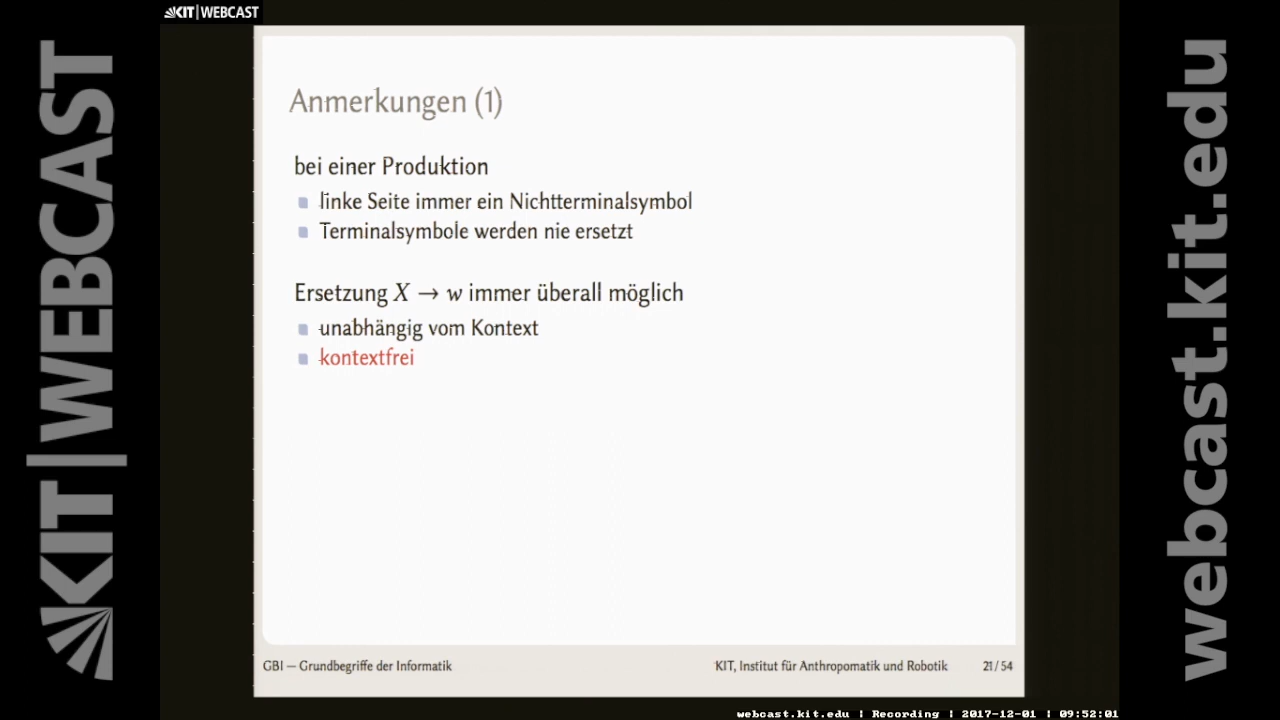 KIT|WEBCAST
KIT|WEBCAST
Anmerkungen (1)
bei einer Produktion
linke Seite immer ein Nichtterminalsymbol
Terminalsymbole werden nie ersetzt
Ersetzung X → w immer überall möglich
unabhängig vom Kontext
kontextfrei
GBI — Grundbegriffe der Informatik
KIT, Institut für Anthropomatik und Robotik
21 / 54
webcast.kit.edu
webcast.kit.edu | Recording | 2017-12-01 | 09:52:01